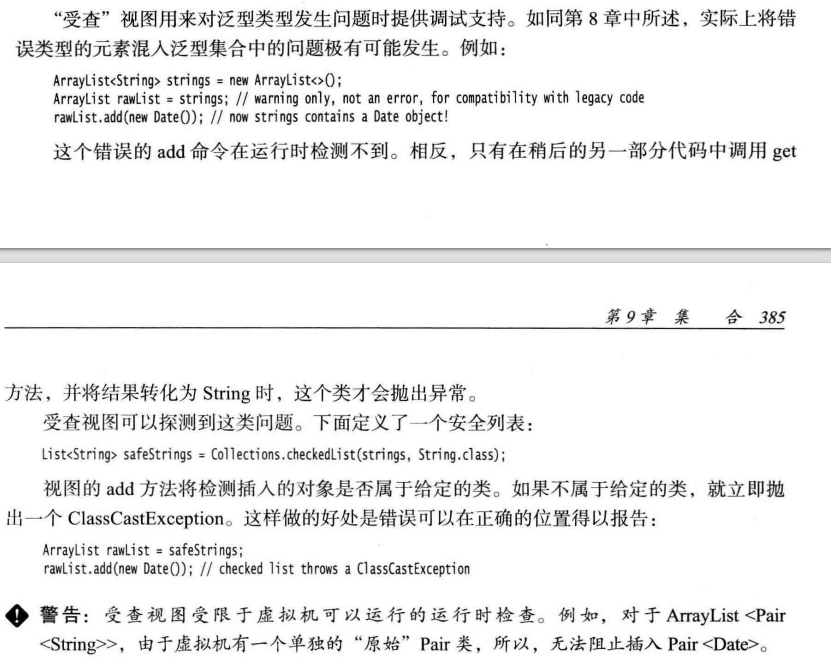 “受查”视图用来对泛型类型发生问题时提供调试支持。如同第 8 章中所述，实际上将错
误类型的元素混入泛型集合中的问题极有可能发生。例如：
ArrayList<String> strings = new ArrayList<>();
ArrayList rawList = strings; // warning only, not an error, for compatibility with legacy code
rawList.add(new Date()); // now strings contains a Date object!
这个错误的 add 命令在运行时检测不到。相反，只有在稍后的另一部分代码中调用 get
第 9 章 集 合 385
方法，并将结果转化为 String 时，这个类才会抛出异常。
受查视图可以探测到这类问题。下面定义了一个安全列表：
List<String> safeStrings = Collections.checkedList(strings, String.class);
视图的 add 方法将检测插入的对象是否属于给定的类。如果不属于给定的类，就立即抛
出一个 ClassCastException。这样做的好处是错误可以在正确的位置得以报告：
ArrayList rawList = safeStrings;
rawList.add(new Date()); // checked list throws a ClassCastException
警告：受查视图受限于虚拟机可以运行的运行时检查。例如，对于 ArrayList <Pair
<String>>，由于虚拟机有一个单独的“原始”Pair 类，所以，无法阻止插入 Pair <Date>。